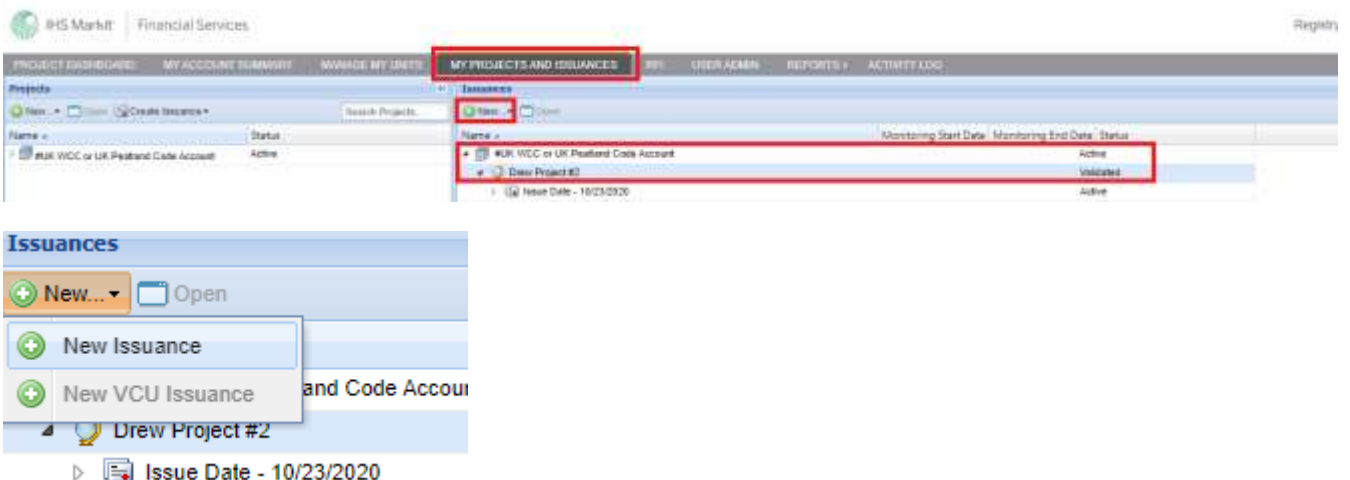 IHS Markit Financial Services Registry
PROJECT DASHBOARD MY ACCOUNT SUMMARY MANAGE MY UNITS MY PROJECTS AND ISSUANCES RFI USER ADMIN REPORTS ACTIVITY LOG
Projects Issuances
New... Open Create Issuance Search Projects... New... Open
Name Status Name Monitoring Start Date Monitoring End Date Status
#UK WCC or UK Peatland Code Account Active #UK WCC or UK Peatland Code Account Active
Drew Project #2 Validated
Issue Date - 10/23/2020 Active
Issuances
New... Open
New Issuance
New VCU Issuance and Code Accou
Drew Project #2
Issue Date - 10/23/2020